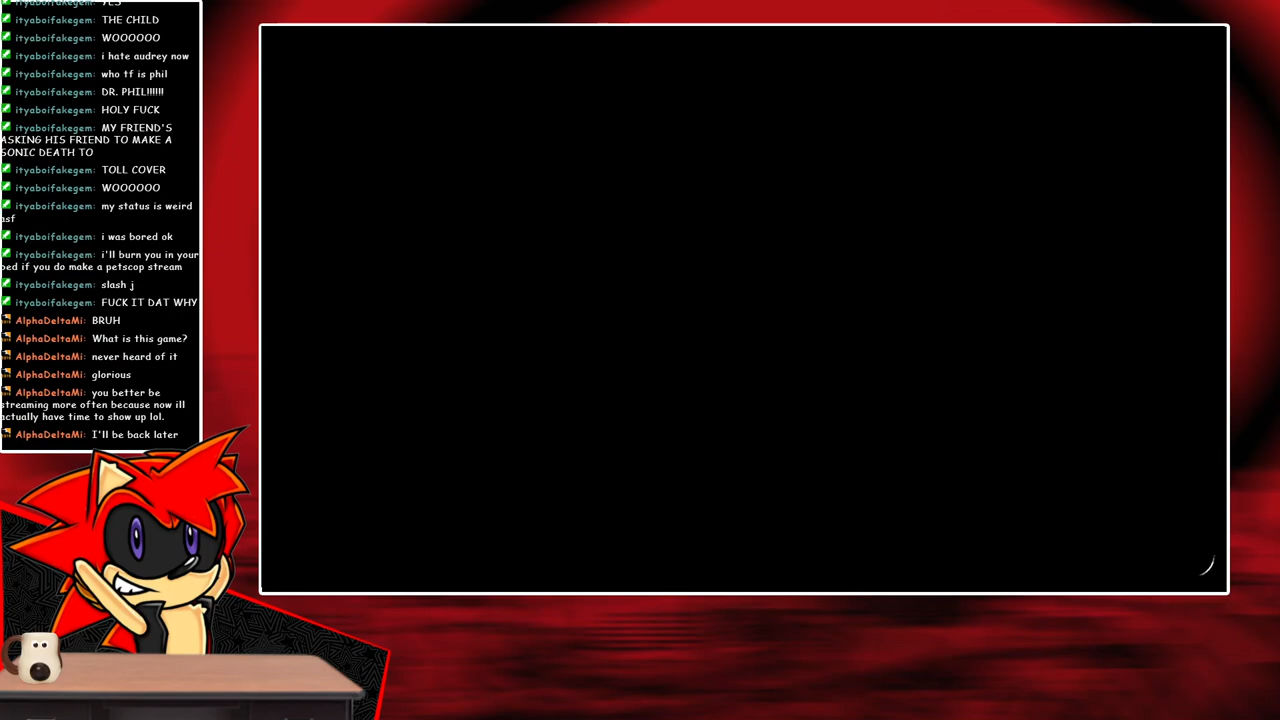 ityaboifakegem: YES
ityaboifakegem: THE CHILD
ityaboifakegem: WOOOOOO
ityaboifakegem: i hate audrey now
ityaboifakegem: who tf is phil
ityaboifakegem: DR. PHIL!!!!!!
ityaboifakegem: HOLY FUCK
ityaboifakegem: MY FRIEND'S
ASKING HIS FRIEND TO MAKE A
SONIC DEATH TO
ityaboifakegem: TOLL COVER
ityaboifakegem: WOOOOOO
ityaboifakegem: my status is weird
asf
ityaboifakegem: i was bored ok
ityaboifakegem: i'll burn you in your
bed if you do make a petscop stream
ityaboifakegem: slash j
ityaboifakegem: FUCK IT DAT WHY
AlphaDeltaMi: BRUH
AlphaDeltaMi: What is this game?
AlphaDeltaMi: never heard of it
AlphaDeltaMi: glorious
AlphaDeltaMi: you better be
streaming more often because now ill
actually have time to show up lol.
AlphaDeltaMi: I'll be back later